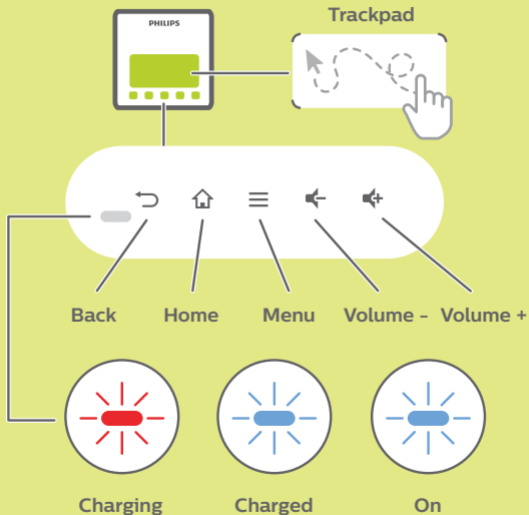 Trackpad
PHILIPS
Back Home Menu Volume - Volume +
Charging Charged On